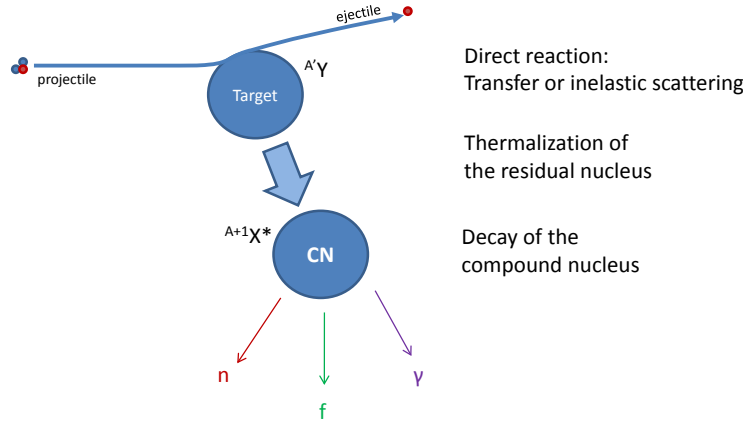 ejectile
projectile
Target
A'Y
Direct reaction:
Transfer or inelastic scattering
Thermalization of
the residual nucleus
A+1X*
CN
Decay of the
compound nucleus
n
f
γ